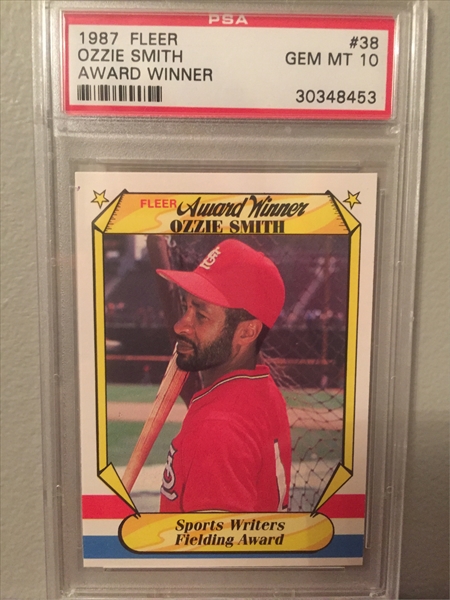 PSA
1987 FLEER #38
OZZIE SMITH GEM MT 10
AWARD WINNER
30348453
FLEER Award Winner
OZZIE SMITH
Sports Writers
Fielding Award